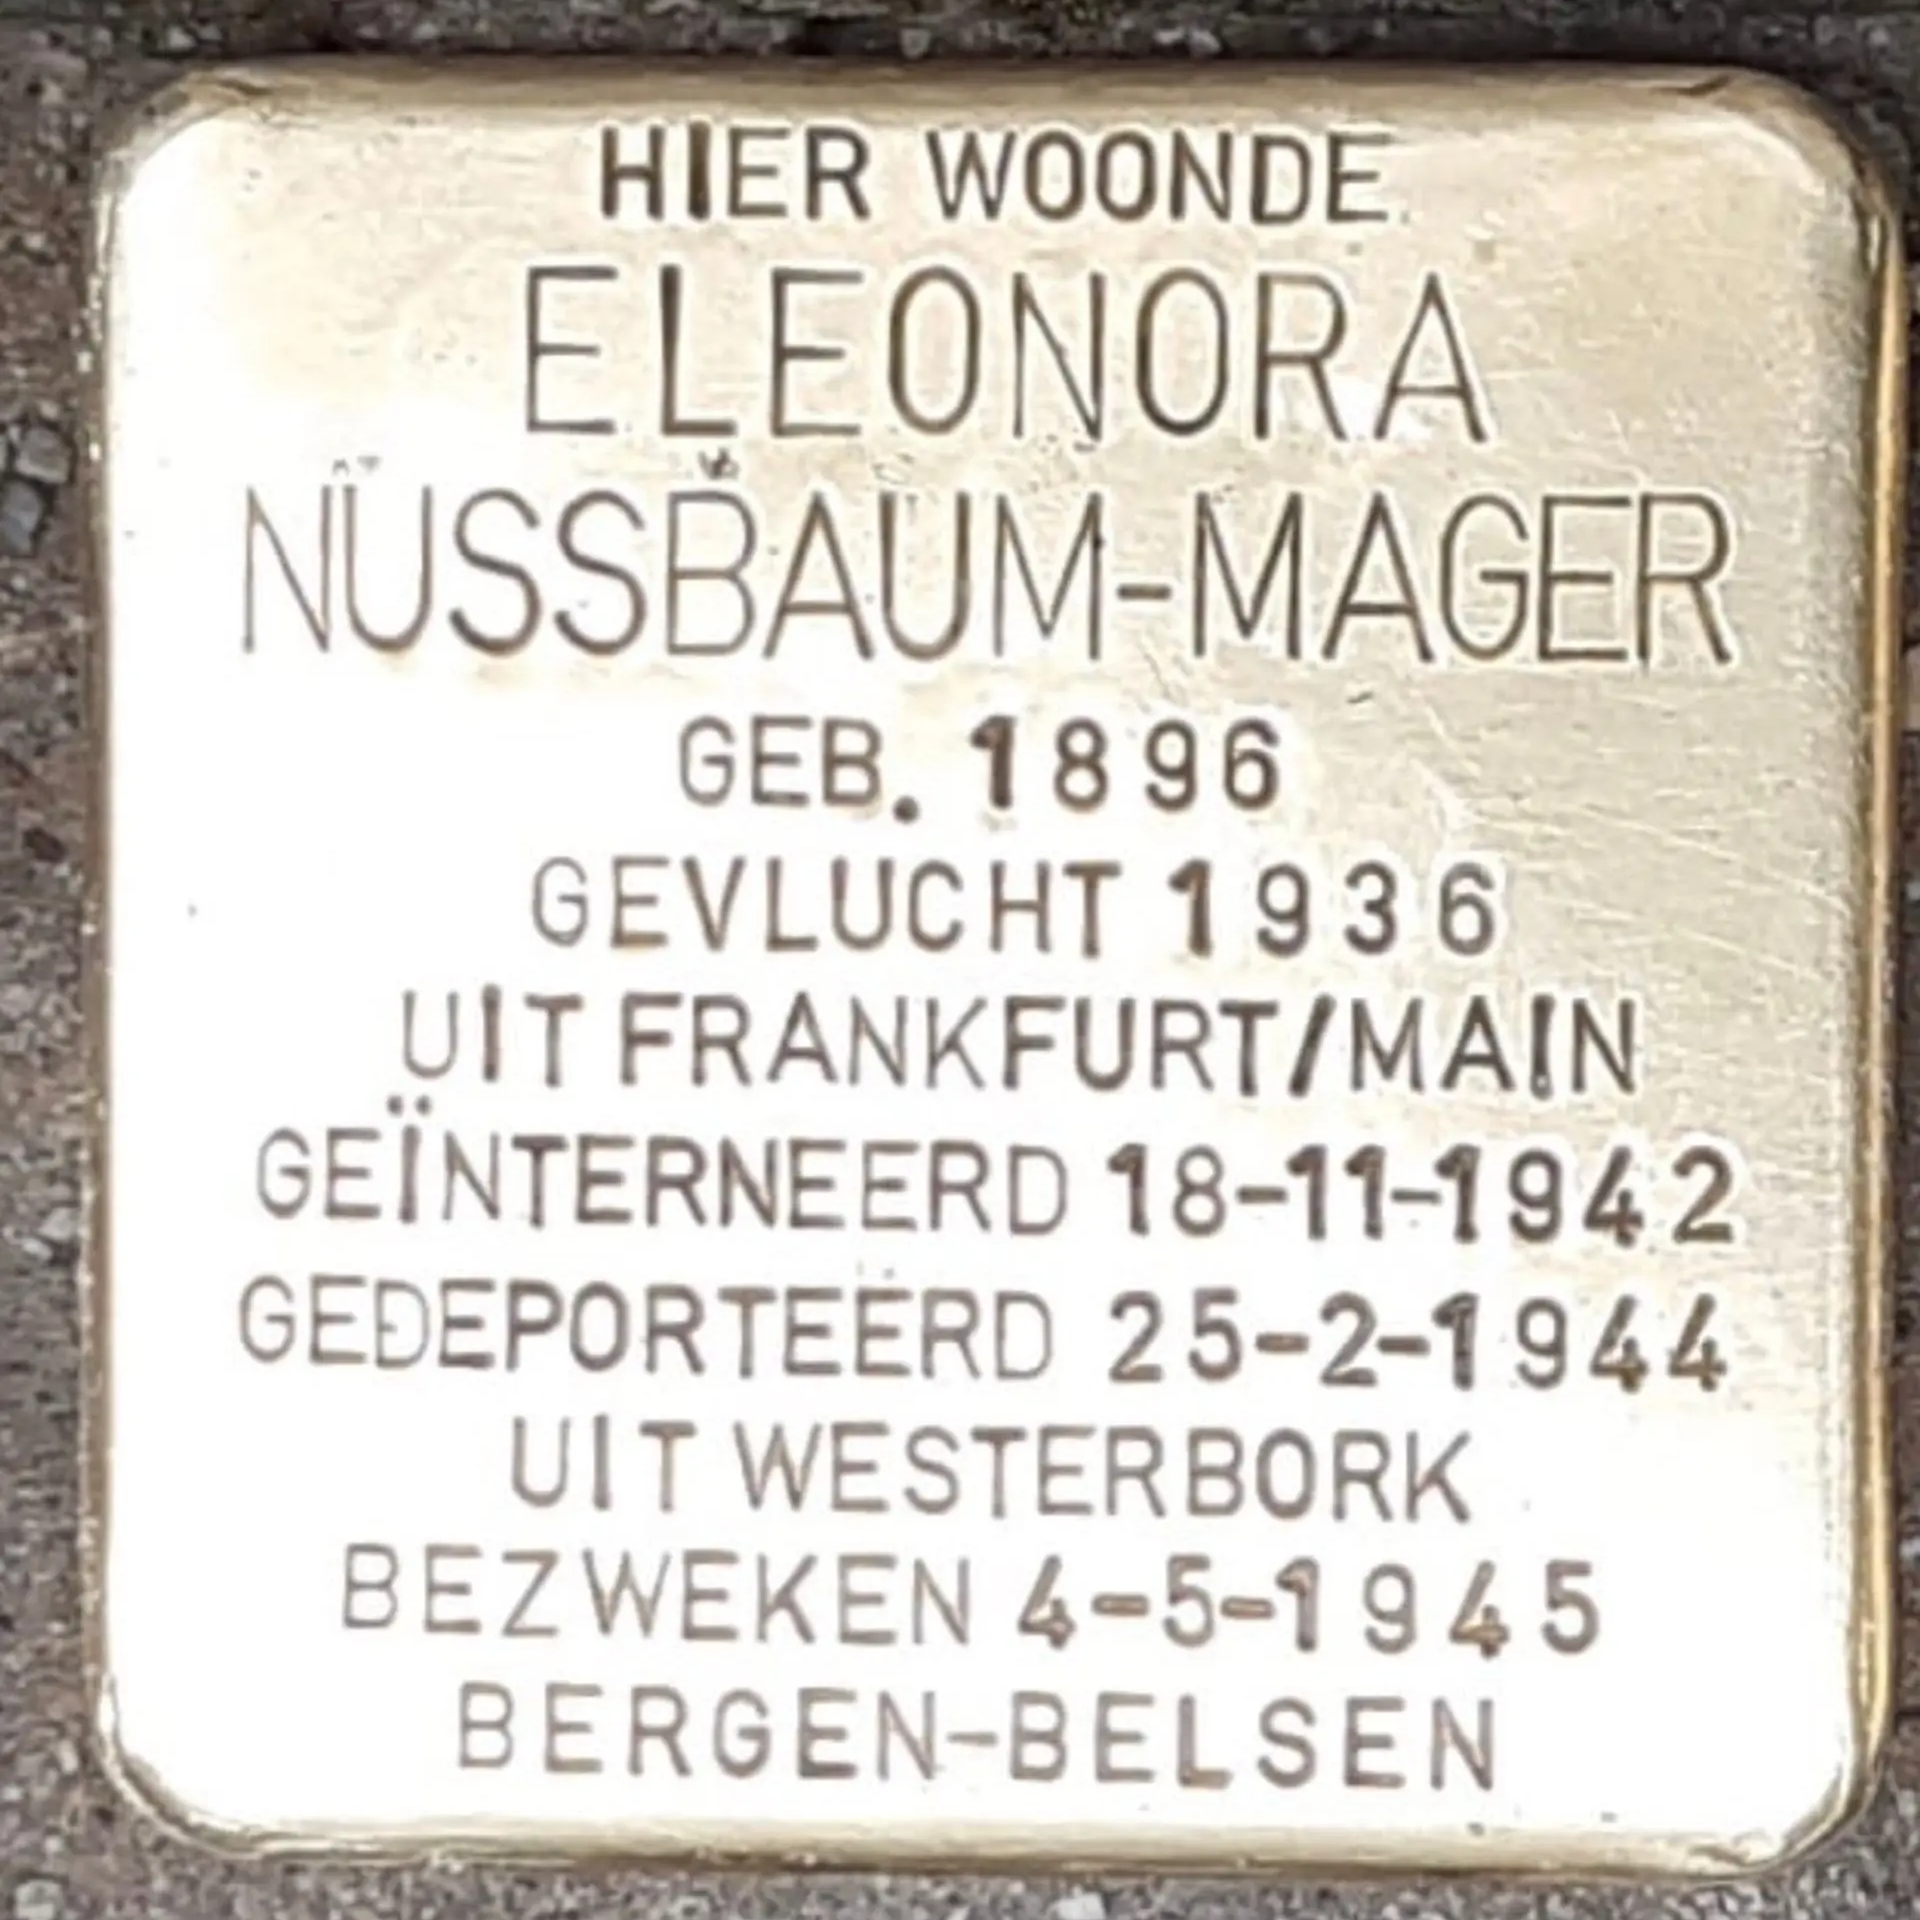 HIER WOONDE
ELEONORA
NUSSBAUM-MAGER
GEB. 1896
GEVLUCHT 1936
UIT FRANKFURT/MAIN
GEÏNTERNEERD 18-11-1942
GEDEPORTEERD 25-2-1944
UIT WESTERBORK
BEZWEKEN 4-5-1945
BERGEN-BELSEN